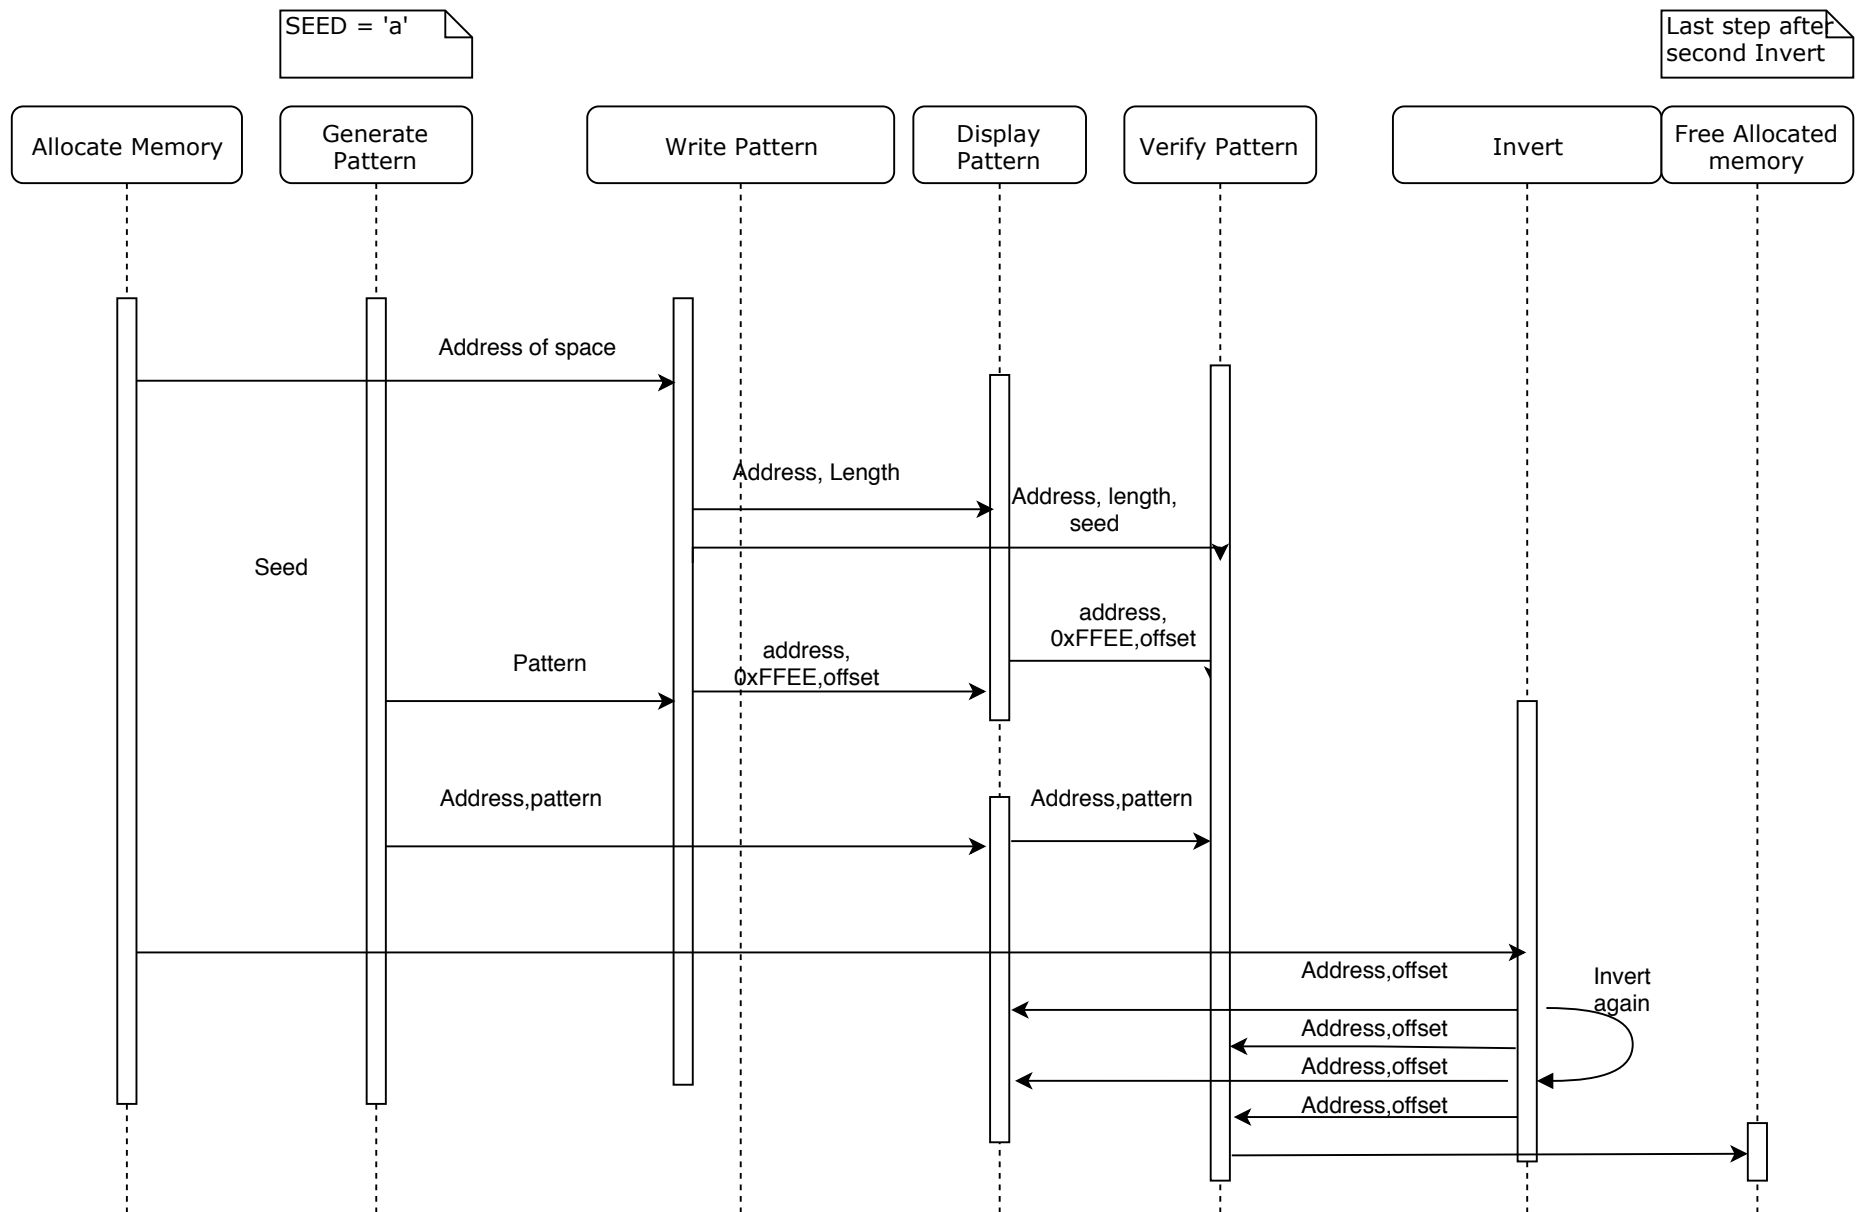 SEED = 'a'
Last step after
second Invert
Allocate Memory
Generate
Pattern
Write Pattern
Display
Pattern
Verify Pattern
Invert
Free Allocated
memory
Address of space
Address, Length
Address, length,
seed
Seed
address,
0xFFEE,offset
Pattern
address,
0xFFEE,offset
Address,pattern
Address,pattern
Address,offset
Invert
again
Address,offset
Address,offset
Address,offset